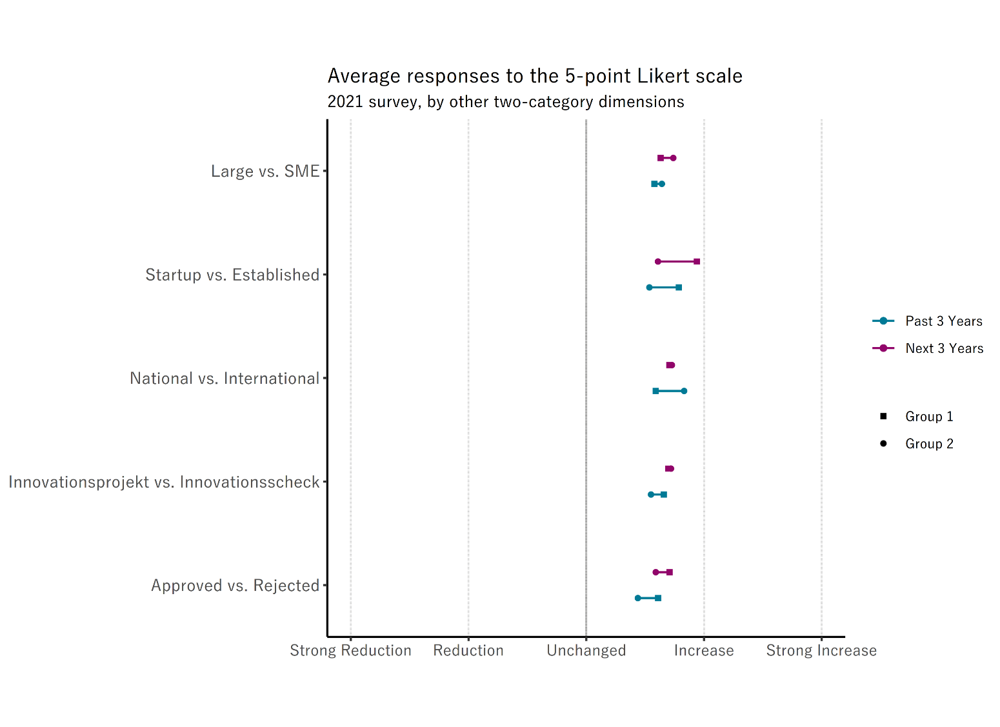 Average responses to the 5-point Likert scale
2021 survey, by other two-category dimensions
Large vs. SME
Startup vs. Established
National vs. International
Innovationsprojekt vs. Innovationsscheck
Approved vs. Rejected
Strong Reduction
Reduction
Unchanged
Increase
Strong Increase
Past 3 Years
Next 3 Years
Group 1
Group 2